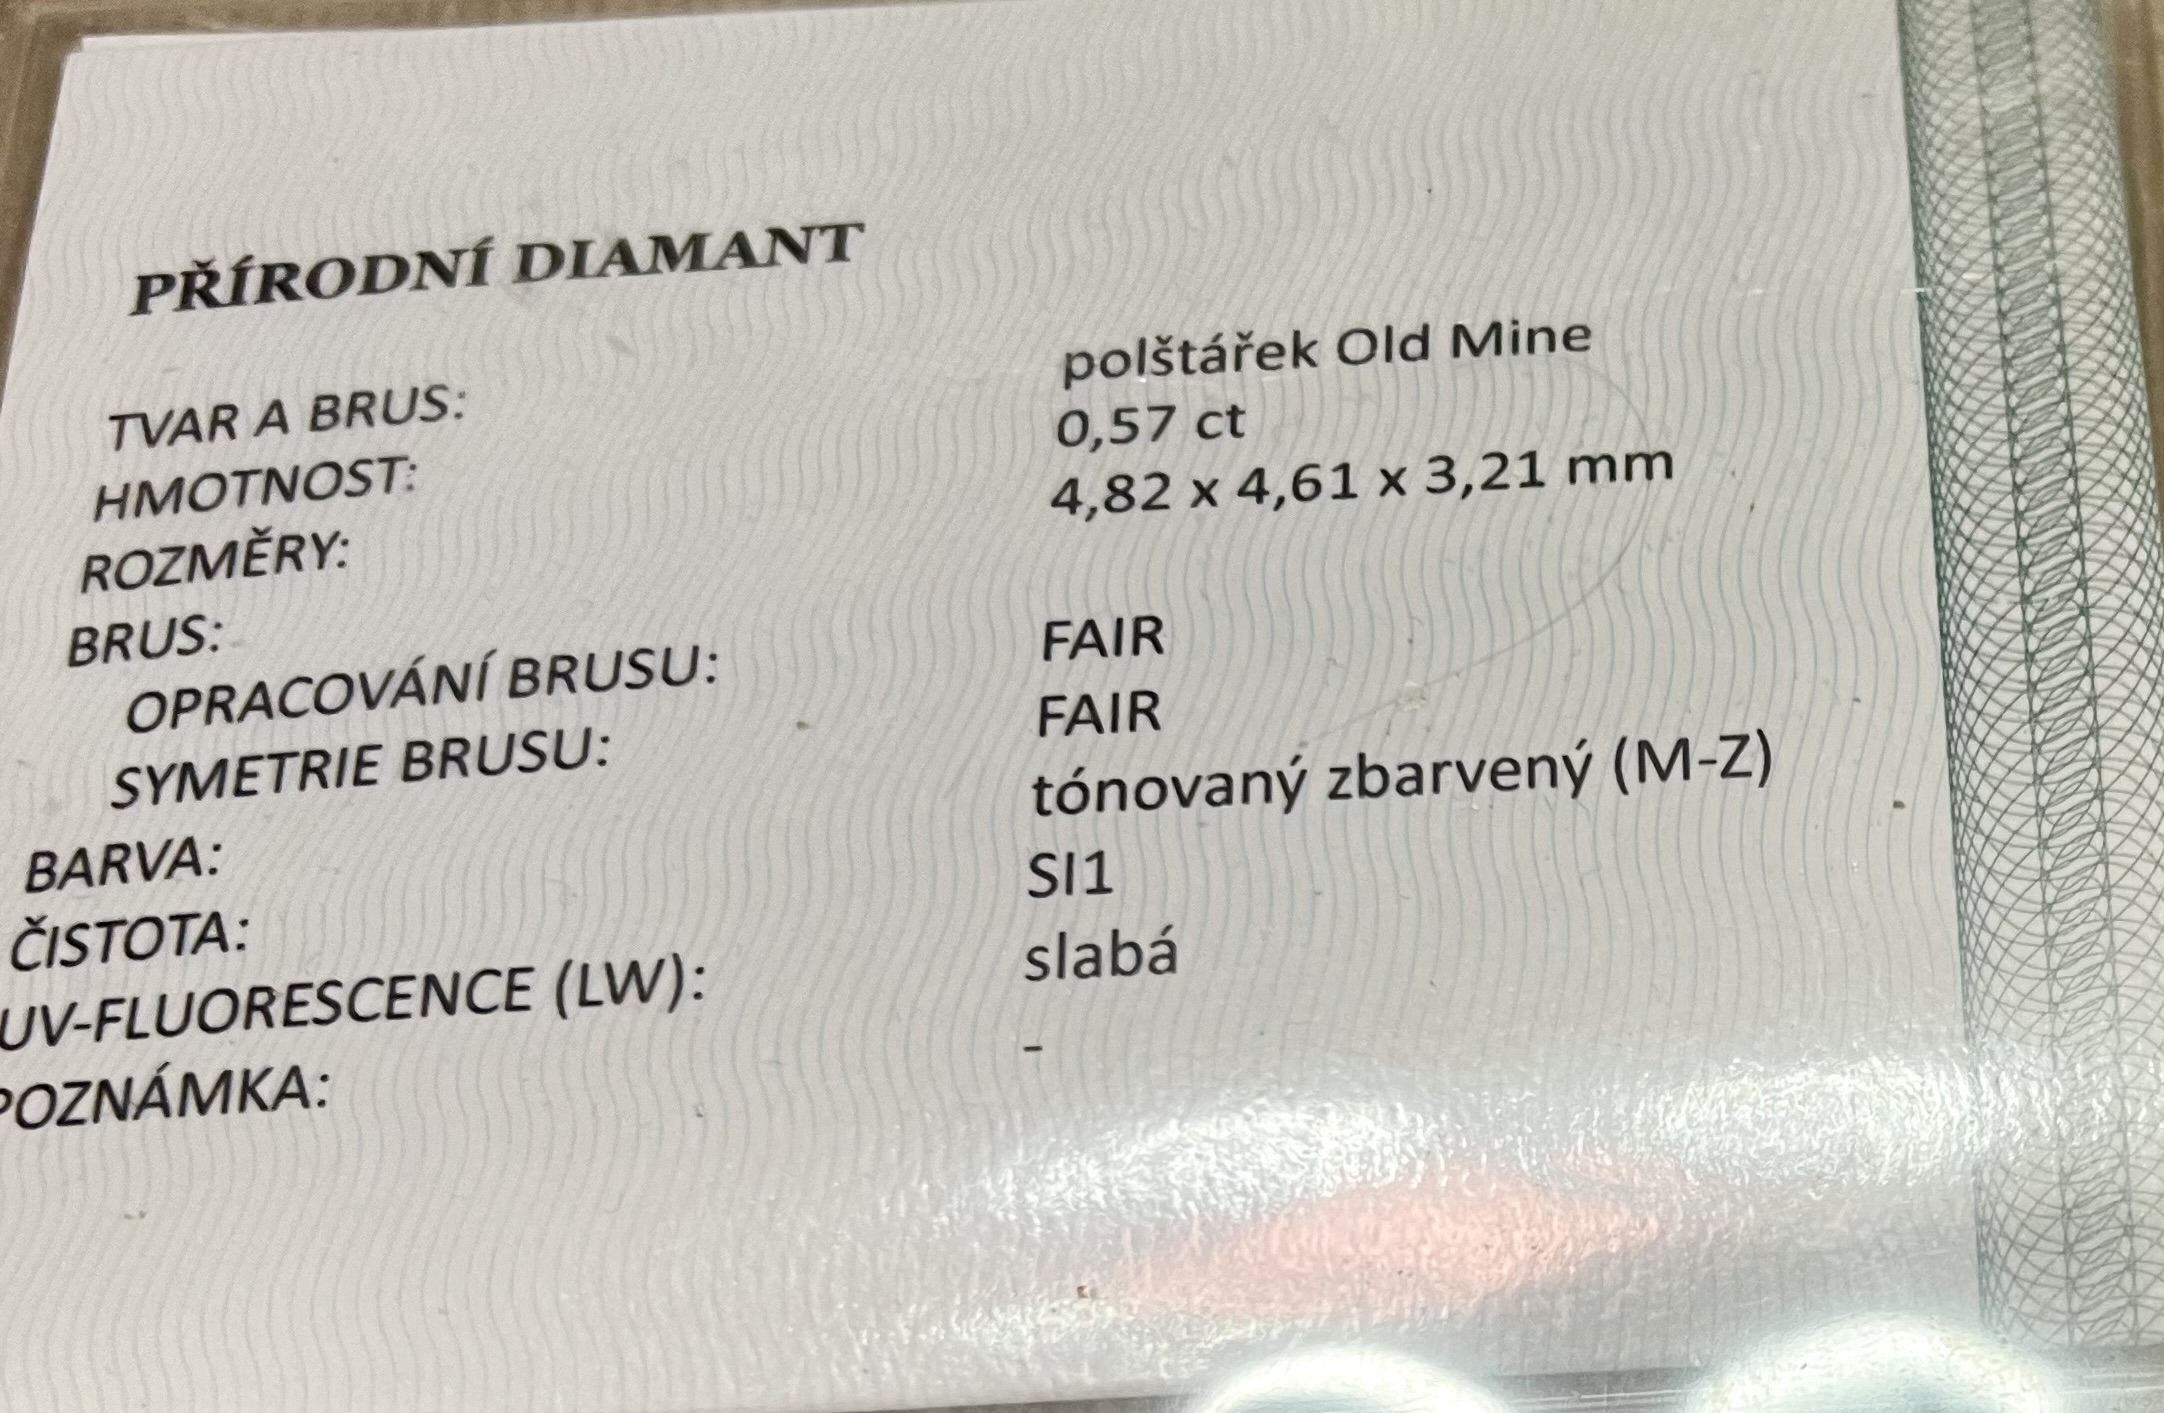 PŘÍRODNÍ DIAMANT
TVAR A BRUS: polštářek Old Mine
HMOTNOST: 0,57 ct
ROZMĚRY: 4,82 x 4,61 x 3,21 mm
BRUS:
OPRACOVÁNÍ BRUSU: FAIR
SYMETRIE BRUSU: FAIR
BARVA: tónovaný zbarvený (M-Z)
ČISTOTA: SI1
UV-FLUORESCENCE (LW): slabá
POZNÁMKA: -